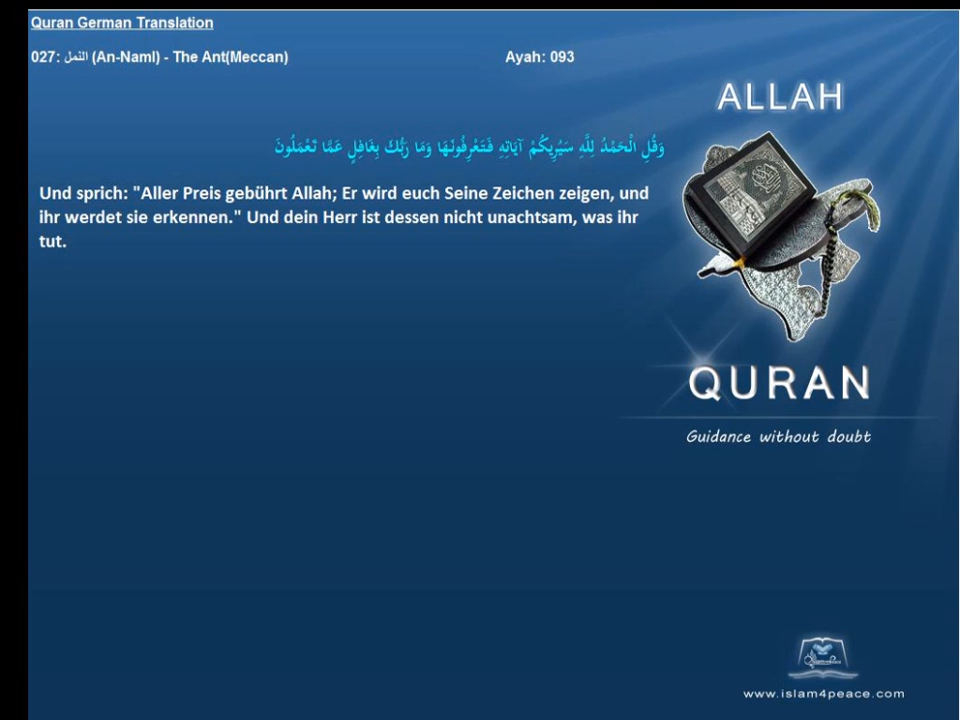 Quran German Translation
027: النمل (An-Naml) - The Ant(Meccan) Ayah: 093
ALLAH
وَقُلِ الْحَمْدُ لِلَّهِ سَيُرِيكُمْ آيَاتِهِ فَتَعْرِفُونَهَا وَمَا رَبُّكَ بِغَافِلٍ عَمَّا تَعْمَلُونَ
Und sprich: "Aller Preis gebührt Allah; Er wird euch Seine Zeichen zeigen, und
ihr werdet sie erkennen." Und dein Herr ist dessen nicht unachtsam, was ihr
tut.
QURAN
Guidance without doubt
www.islam4peace.com